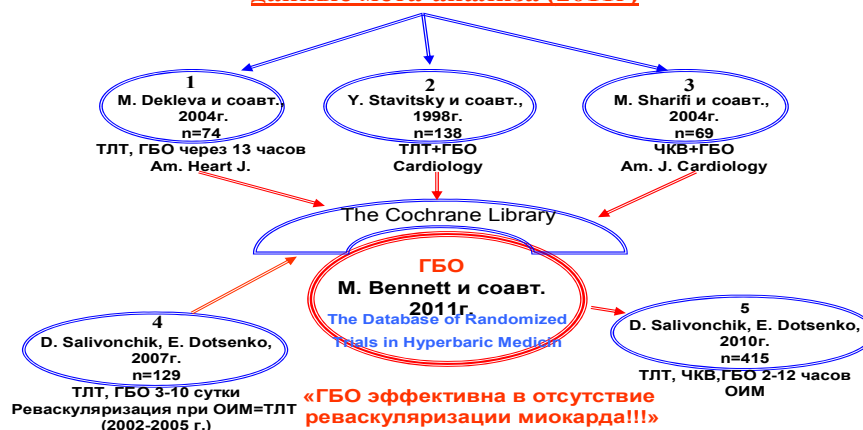 1
M. Dekleva и соавт.,
2004г.
n=74
ТЛТ, ГБО через 13 часов
Am. Heart J.
2
Y. Stavitsky и соавт.,
1998г.
n=138
ТЛТ+ГБО
Cardiology
3
M. Sharifi и соавт.,
2004г.
n=69
ЧКВ+ГБО
Am. J. Cardiology
The Cochrane Library
ГБО
M. Bennett и соавт.
2011г.
The Database of Randomized
Trials in Hyperbaric Medicin
4
D. Salivonchik, E. Dotsenko,
2007г.
n=129
ТЛТ, ГБО 3-10 сутки
Реваскуляризация при ОИМ=ТЛТ
(2002-2005 г.)
5
D. Salivonchik, E. Dotsenko,
2010г.
n=415
ТЛТ, ЧКВ,ГБО 2-12 часов
ОИМ
«ГБО эффективна в отсутствие
реваскуляризации миокарда!!!»